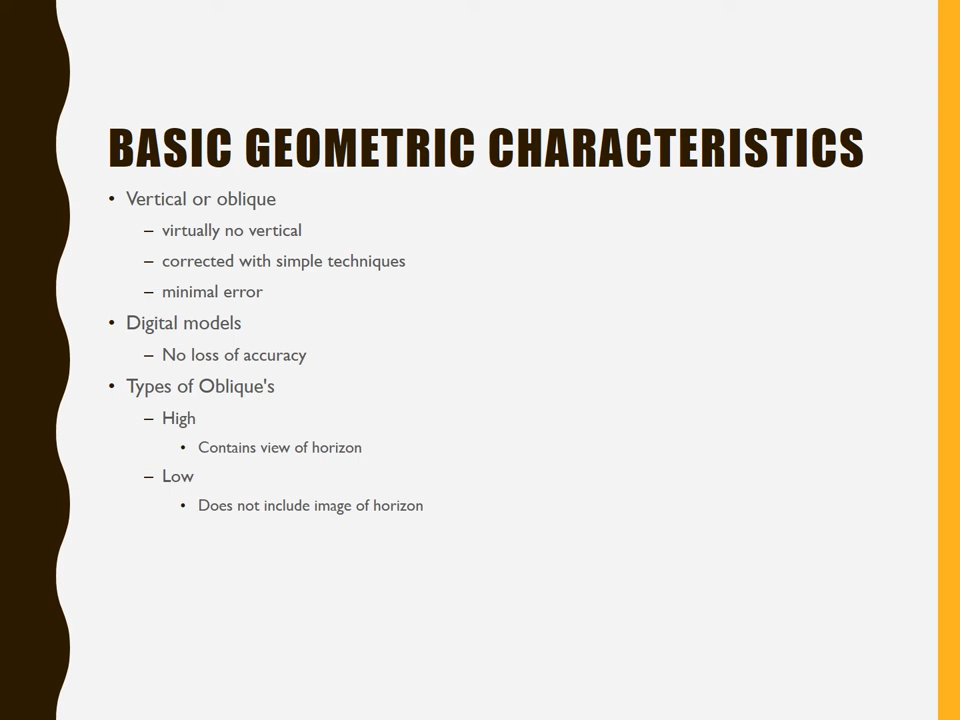 BASIC GEOMETRIC CHARACTERISTICS
• Vertical or oblique
– virtually no vertical
– corrected with simple techniques
– minimal error
• Digital models
– No loss of accuracy
• Types of Oblique's
– High
• Contains view of horizon
– Low
• Does not include image of horizon